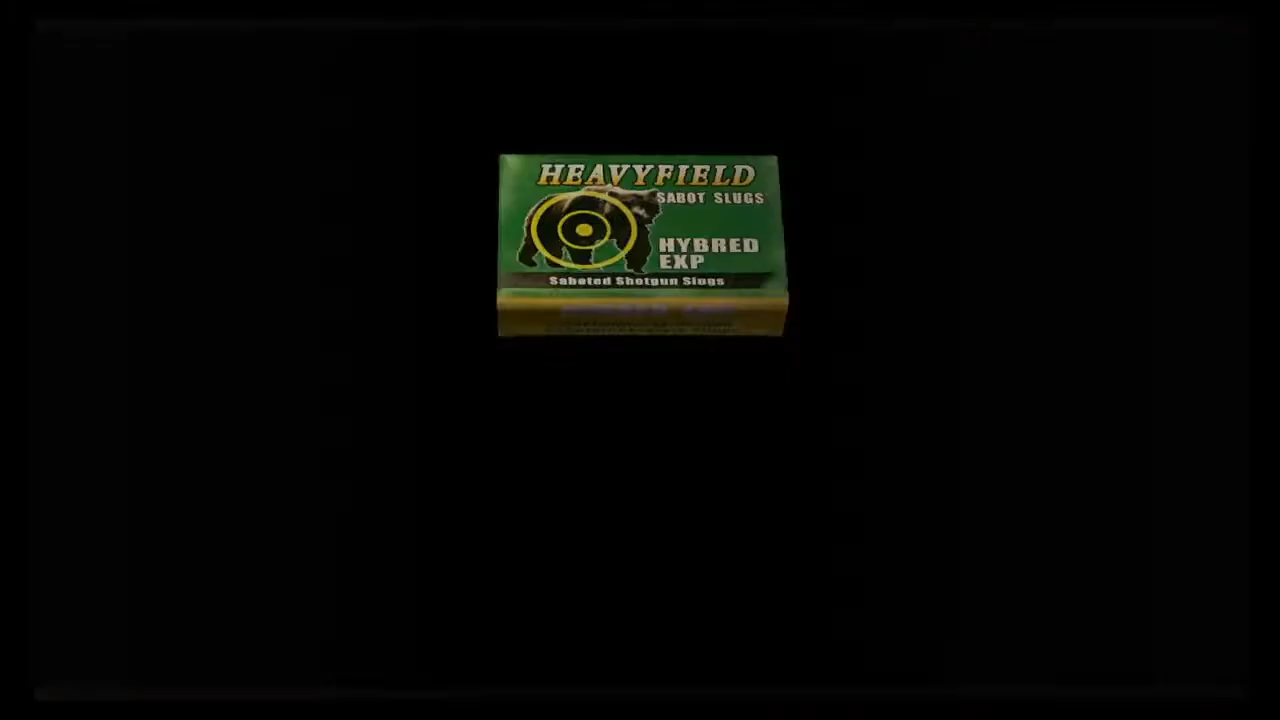 HEAVYFIELD
SABOT SLUGS
HYBRED
EXP
Saboted Shotgun Slugs